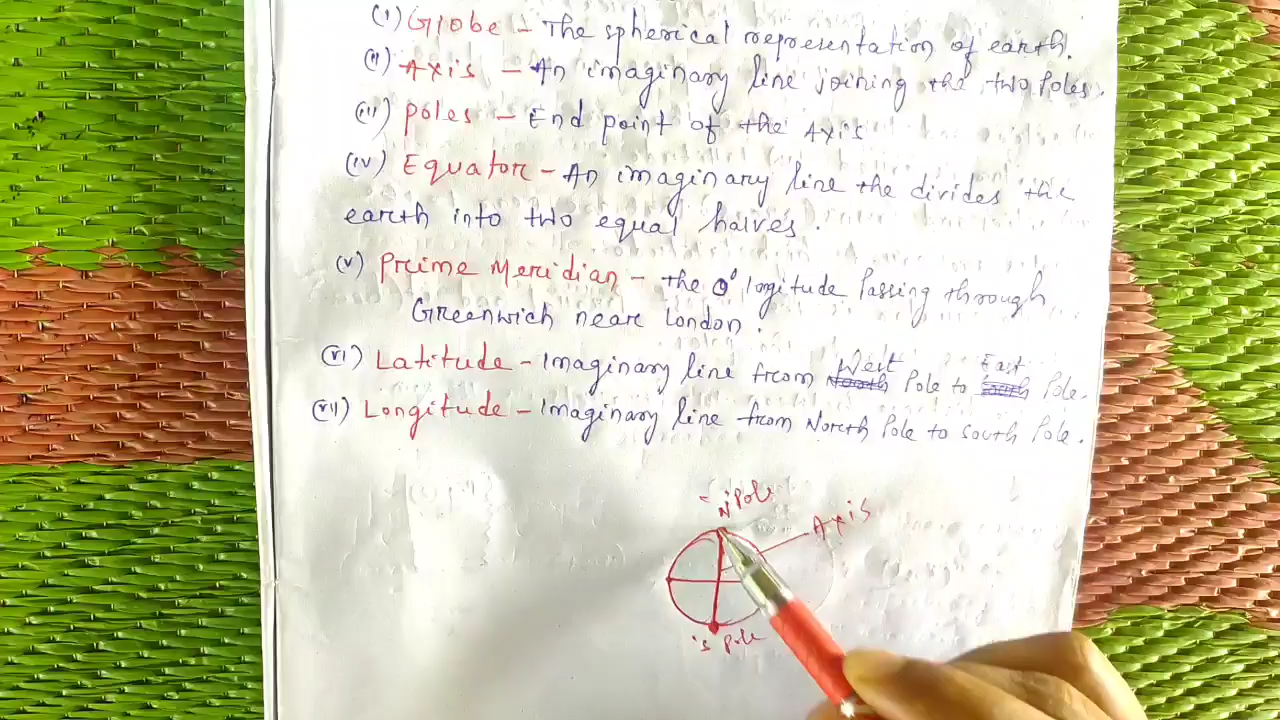 (i) Globe - The spherical representation of earth.
(ii) Axis - An imaginary line joining the two Poles.
(iii) Poles - End point of the Axis
(iv) Equator - An imaginary line the divides the
earth into two equal halves.
(v) Prime Meridian - the 0° logitude Passing through
Greenwich near London.
(vi) Latitude - Imaginary line from West Pole to East Pole.
(vii) Longitude - Imaginary line from North Pole to South Pole.
N Pole
Axis
S Pole